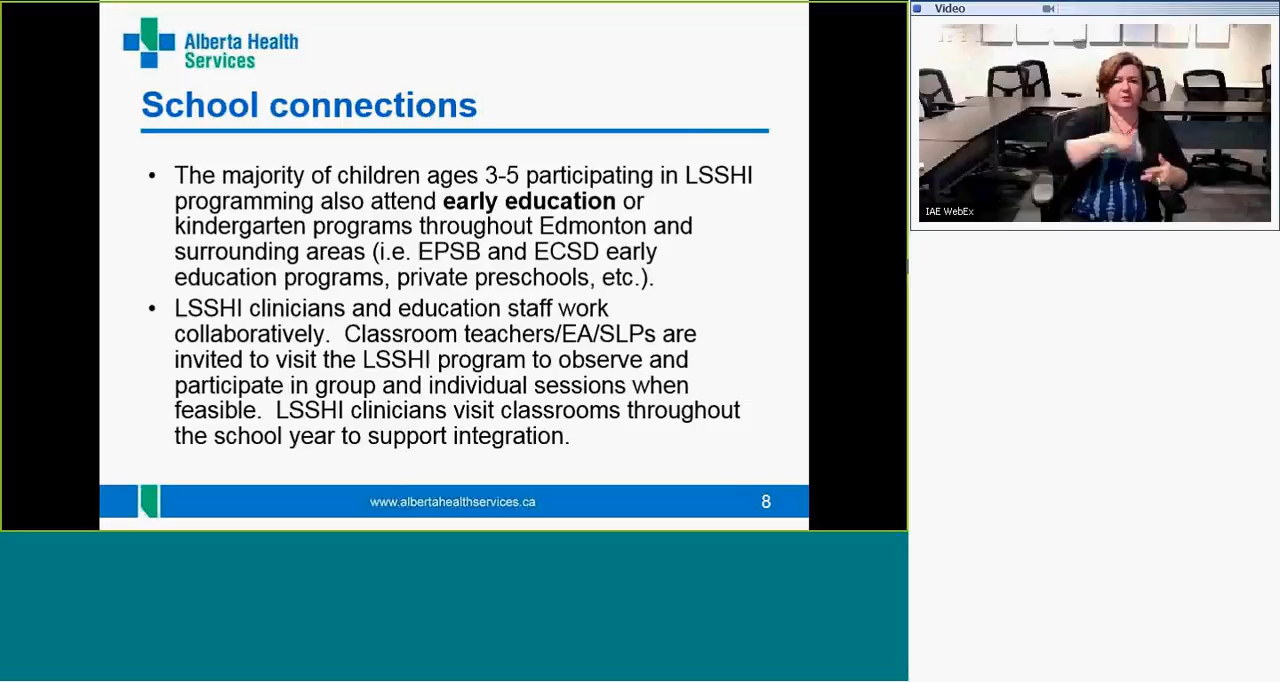 Alberta Health
Services
School connections
• The majority of children ages 3-5 participating in LSSHI
programming also attend early education or
kindergarten programs throughout Edmonton and
surrounding areas (i.e. EPSB and ECSD early
education programs, private preschools, etc.).
• LSSHI clinicians and education staff work
collaboratively.  Classroom teachers/EA/SLPs are
invited to visit the LSSHI program to observe and
participate in group and individual sessions when
feasible.  LSSHI clinicians visit classrooms throughout
the school year to support integration.
www.albertahealthservices.ca
8
Video
IAE WebEx